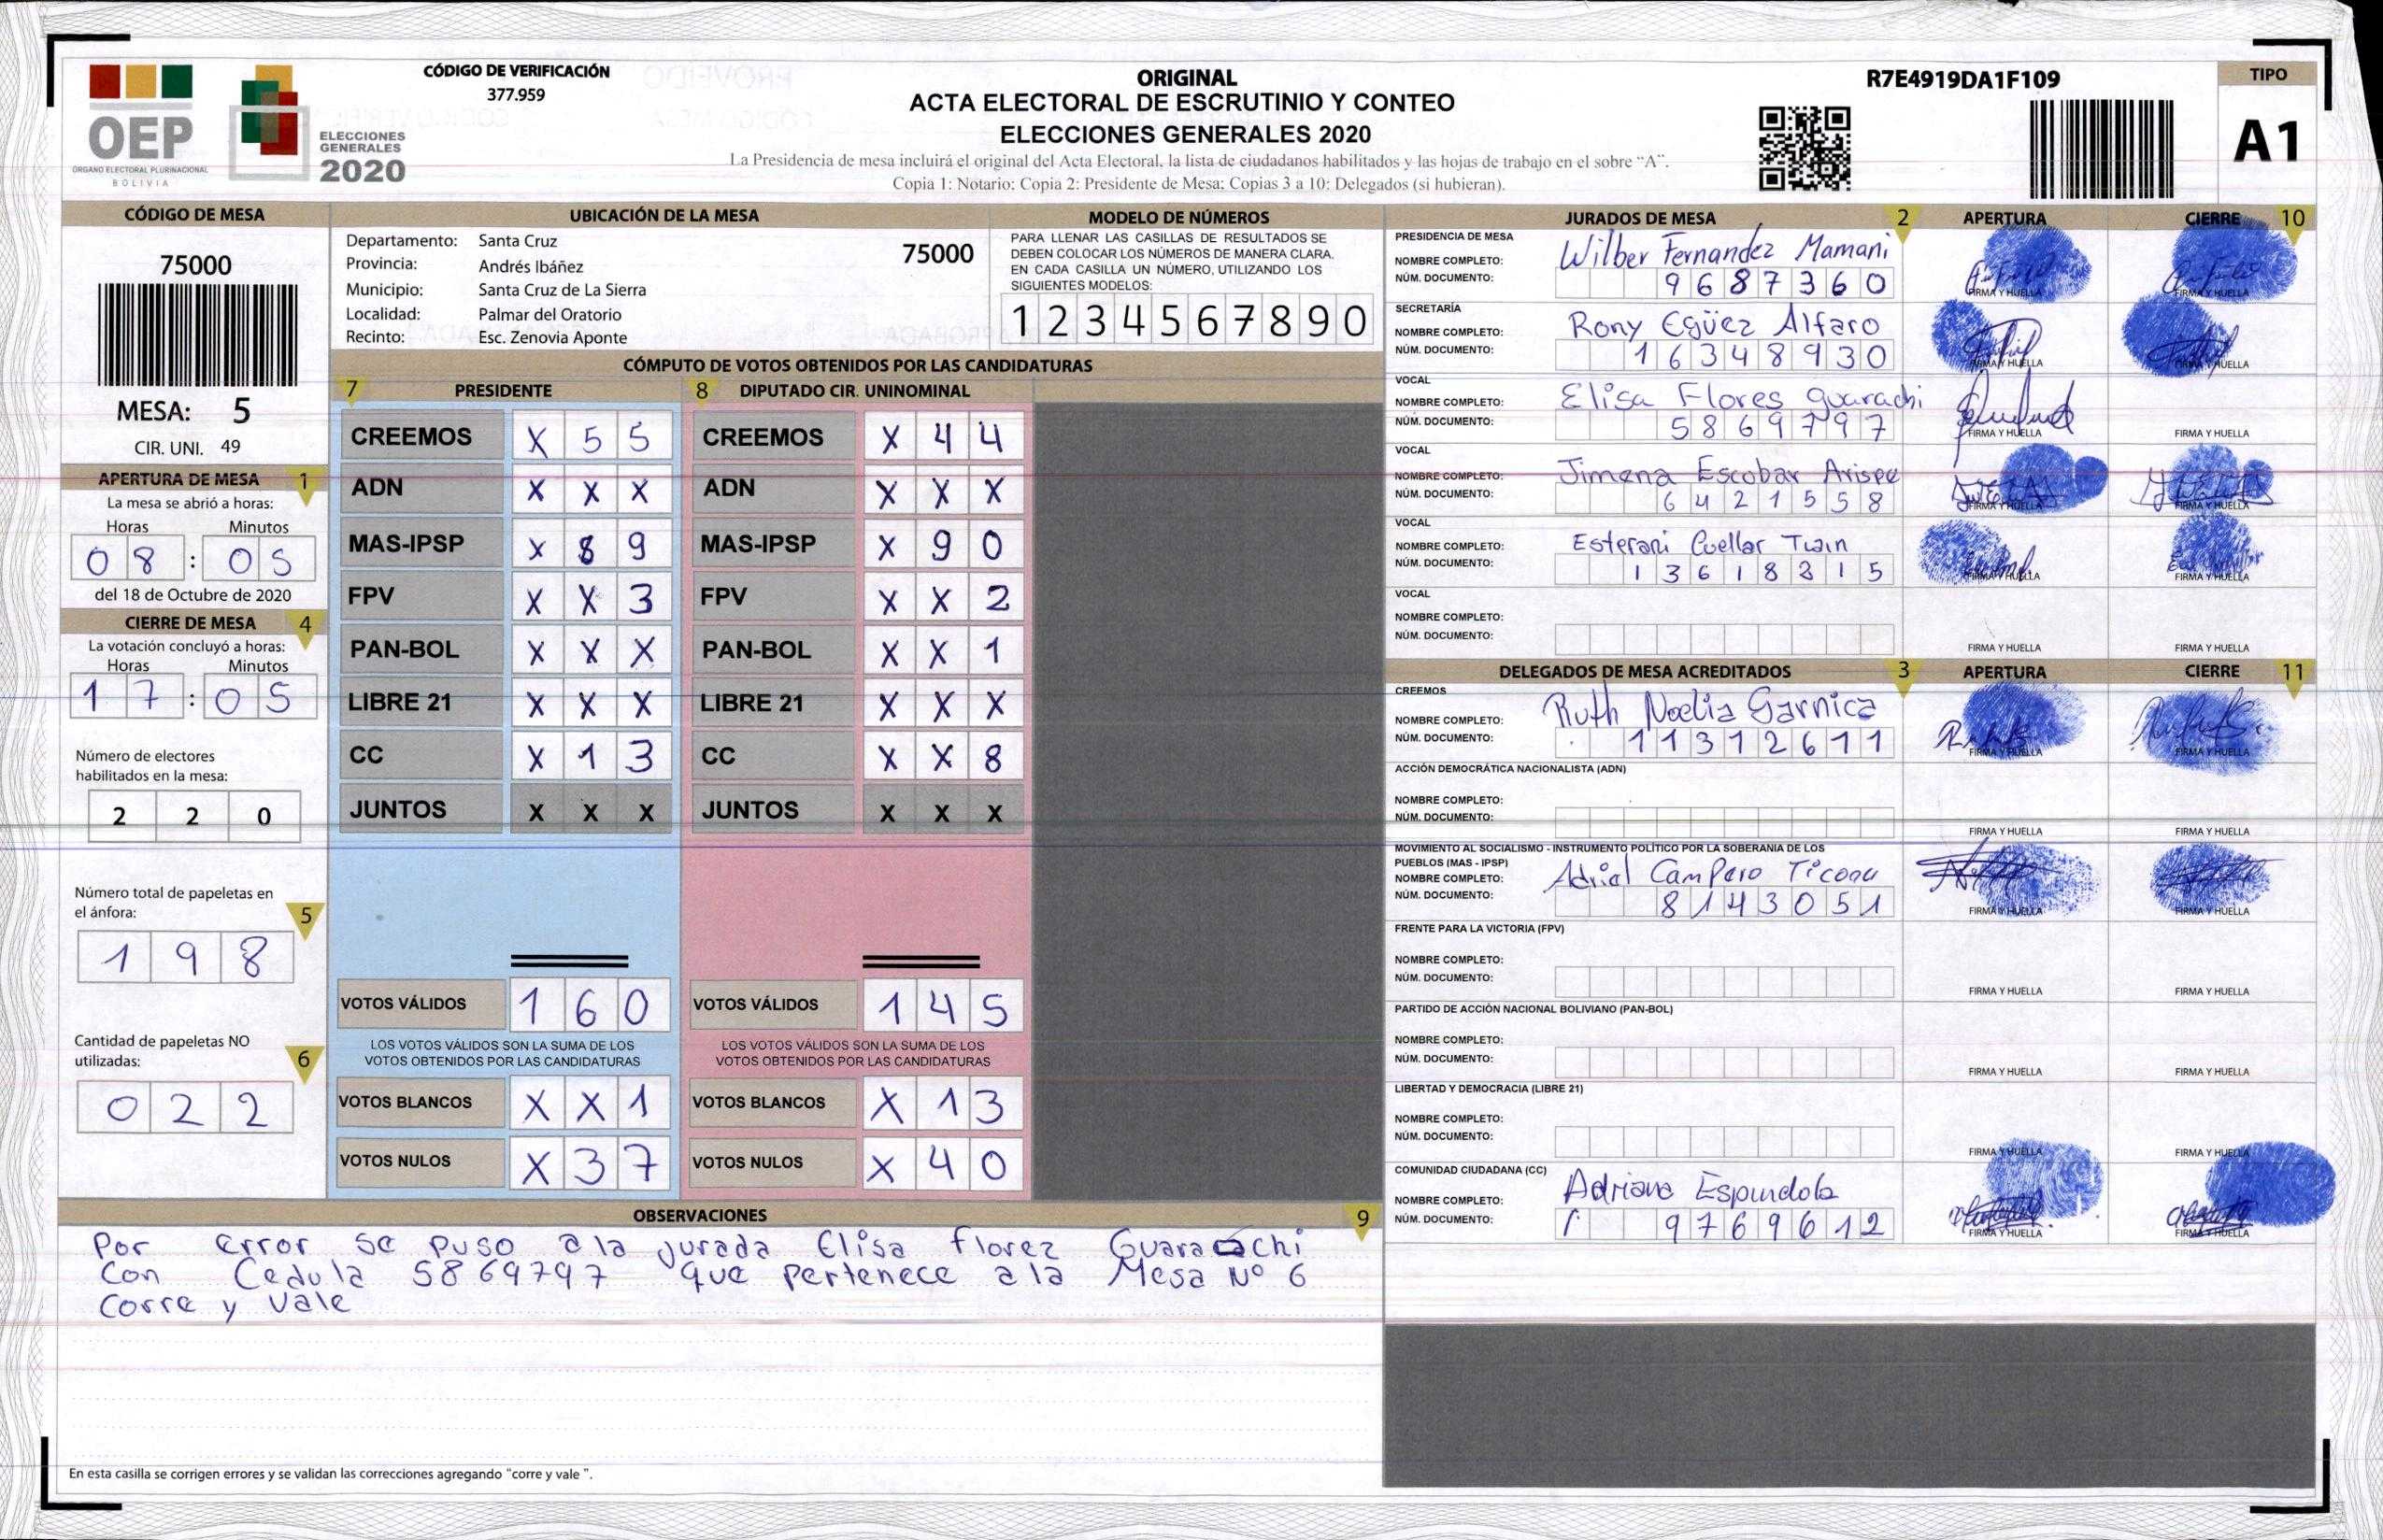 OEP
ÓRGANO ELECTORAL PLURINACIONAL
BOLIVIA
ELECCIONES
GENERALES
2020
CÓDIGO DE VERIFICACIÓN
377.959
ORIGINAL
ACTA ELECTORAL DE ESCRUTINIO Y CONTEO
ELECCIONES GENERALES 2020
La Presidencia de mesa incluirá el original del Acta Electoral, la lista de ciudadanos habilitados y las hojas de trabajo en el sobre “A”.
Copia 1: Notario: Copia 2: Presidente de Mesa: Copias 3 a 10: Delegados (si hubieran).
R7E4919DA1F109
TIPO
A1
CÓDIGO DE MESA
75000
MESA: 5
CIR. UNI. 49
APERTURA DE MESA 1
La mesa se abrió a horas:
Horas Minutos
08 : 05
del 18 de Octubre de 2020
CIERRE DE MESA 4
La votación concluyó a horas:
Horas Minutos
17 : 05
Número de electores
habilitados en la mesa:
2 2 0
Número total de papeletas en
el ánfora: 5
1 9 8
Cantidad de papeletas NO
utilizadas: 6
0 2 2
UBICACIÓN DE LA MESA
Departamento: Santa Cruz 75000
Provincia: Andrés Ibáñez
Municipio: Santa Cruz de La Sierra
Localidad: Palmar del Oratorio
Recinto: Esc. Zenovia Aponte
MODELO DE NÚMEROS
PARA LLENAR LAS CASILLAS DE RESULTADOS SE
DEBEN COLOCAR LOS NÚMEROS DE MANERA CLARA.
EN CADA CASILLA UN NÚMERO, UTILIZANDO LOS
SIGUIENTES MODELOS:
1 2 3 4 5 6 7 8 9 0
CÓMPUTO DE VOTOS OBTENIDOS POR LAS CANDIDATURAS
7 PRESIDENTE 8 DIPUTADO CIR. UNINOMINAL
CREEMOS X 5 5 CREEMOS X 4 4
ADN X X X ADN X X X
MAS-IPSP X 8 9 MAS-IPSP X 9 0
FPV X X 3 FPV X X 2
PAN-BOL X X X PAN-BOL X X 1
LIBRE 21 X X X LIBRE 21 X X X
CC X 1 3 CC X X 8
JUNTOS X X X JUNTOS X X X
VOTOS VÁLIDOS 1 6 0 VOTOS VÁLIDOS 1 4 5
LOS VOTOS VÁLIDOS SON LA SUMA DE LOS LOS VOTOS VÁLIDOS SON LA SUMA DE LOS
VOTOS OBTENIDOS POR LAS CANDIDATURAS VOTOS OBTENIDOS POR LAS CANDIDATURAS
VOTOS BLANCOS X X 1 VOTOS BLANCOS X 1 3
VOTOS NULOS X 3 7 VOTOS NULOS X 4 0
OBSERVACIONES 9
Por error se puso a la jurada Elisa Florez Guarachi
Con Cedula 5869797 que pertenece a la Mesa Nº 6
Corre y Vale
En esta casilla se corrigen errores y se validan las correcciones agregando “corre y vale ”.
JURADOS DE MESA 2 APERTURA CIERRE 10
PRESIDENCIA DE MESA
NOMBRE COMPLETO: Wilber Fernandez Mamani
NÚM. DOCUMENTO: 9687360
FIRMA Y HUELLA FIRMA Y HUELLA
SECRETARÍA
NOMBRE COMPLETO: Rony Egüez Alfaro
NÚM. DOCUMENTO: 16348930
FIRMA Y HUELLA FIRMA Y HUELLA
VOCAL
NOMBRE COMPLETO: Elisa Flores guarachi
NÚM. DOCUMENTO: 5869797
FIRMA Y HUELLA FIRMA Y HUELLA
VOCAL
NOMBRE COMPLETO: Jimena Escobar Arispe
NÚM. DOCUMENTO: 6421558
FIRMA Y HUELLA FIRMA Y HUELLA
VOCAL
NOMBRE COMPLETO: Cuellar
NÚM. DOCUMENTO: 13618215
FIRMA Y HUELLA FIRMA Y HUELLA
VOCAL
NOMBRE COMPLETO:
NÚM. DOCUMENTO:
FIRMA Y HUELLA FIRMA Y HUELLA
DELEGADOS DE MESA ACREDITADOS 3 APERTURA CIERRE 11
CREEMOS
NOMBRE COMPLETO: Ruth Noelia Garnica
NÚM. DOCUMENTO: 11312611
FIRMA Y HUELLA FIRMA Y HUELLA
ACCIÓN DEMOCRÁTICA NACIONALISTA (ADN)
NOMBRE COMPLETO:
NÚM. DOCUMENTO:
FIRMA Y HUELLA FIRMA Y HUELLA
MOVIMIENTO AL SOCIALISMO - INSTRUMENTO POLÍTICO POR LA SOBERANIA DE LOS
PUEBLOS (MAS - IPSP)
NOMBRE COMPLETO: Adrial Campero Ticona
NÚM. DOCUMENTO: 8143051
FIRMA Y HUELLA FIRMA Y HUELLA
FRENTE PARA LA VICTORIA (FPV)
NOMBRE COMPLETO:
NÚM. DOCUMENTO:
FIRMA Y HUELLA FIRMA Y HUELLA
PARTIDO DE ACCIÓN NACIONAL BOLIVIANO (PAN-BOL)
NOMBRE COMPLETO:
NÚM. DOCUMENTO:
FIRMA Y HUELLA FIRMA Y HUELLA
LIBERTAD Y DEMOCRACIA (LIBRE 21)
NOMBRE COMPLETO:
NÚM. DOCUMENTO:
FIRMA Y HUELLA FIRMA Y HUELLA
COMUNIDAD CIUDADANA (CC)
NOMBRE COMPLETO: Adriana Espindola
NÚM. DOCUMENTO: 9769612
FIRMA Y HUELLA FIRMA Y HUELLA